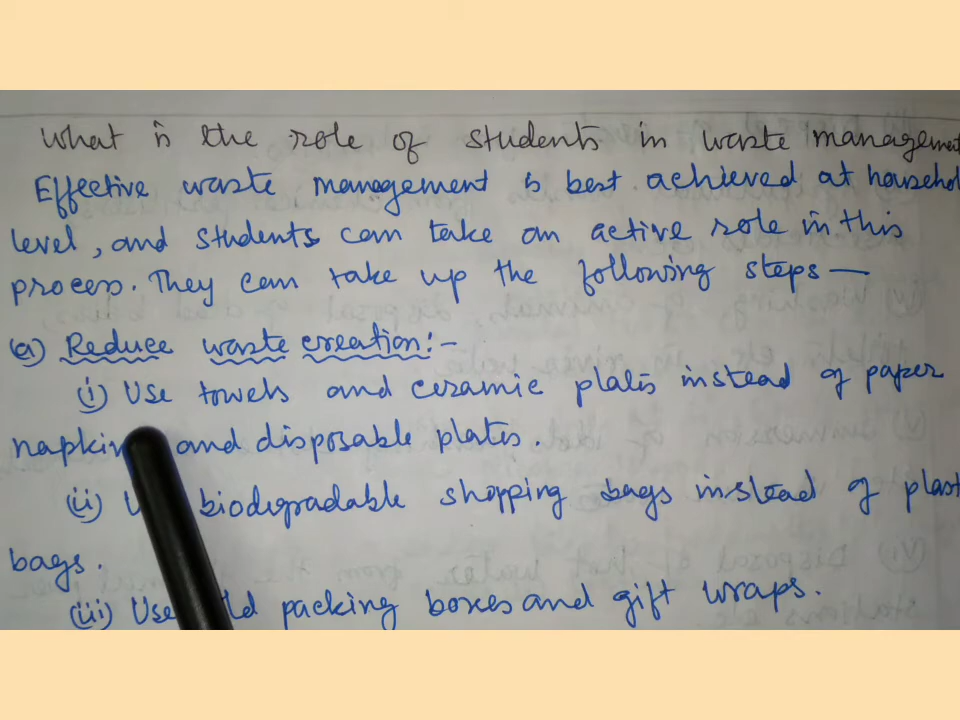 What is the role of students in waste management
Effective waste management is best achieved at househol
level, and students can take an active role in this
process. They can take up the following steps —
(a) Reduce waste creation:-
(i) Use towels and ceramic plates instead of paper
napkin and disposable plates.
(ii) U biodegradable shopping bags instead of plast
bags.
(iii) Use ld packing boxes and gift wraps.